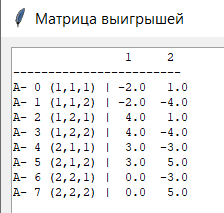 Матрица выигрышей
1 2
---------------------------
A- 0 (1,1,1) | -2.0 1.0
A- 1 (1,1,2) | -2.0 -4.0
A- 2 (1,2,1) | 4.0 1.0
A- 3 (1,2,2) | 4.0 -4.0
A- 4 (2,1,1) | 3.0 -3.0
A- 5 (2,1,2) | 3.0 5.0
A- 6 (2,2,1) | 0.0 -3.0
A- 7 (2,2,2) | 0.0 5.0